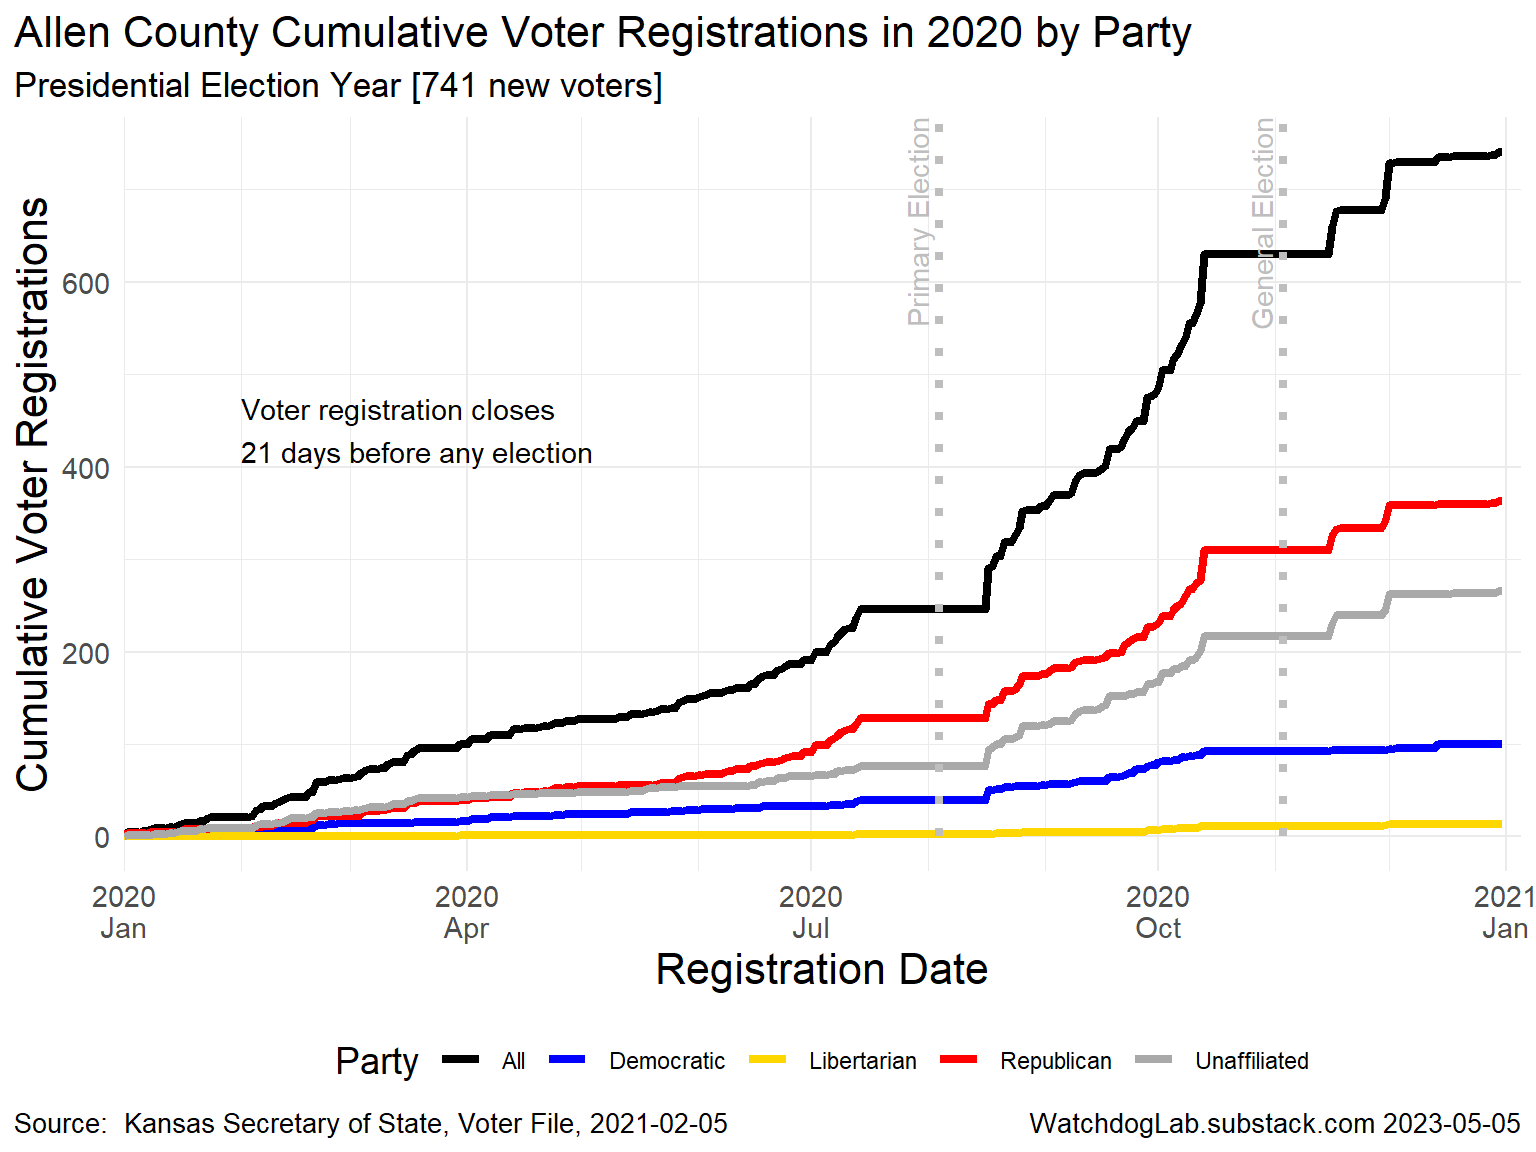 Allen County Cumulative Voter Registrations in 2020 by Party
Presidential Election Year [741 new voters]
Cumulative Voter Registrations
600
400
200
0
Primary Election
General Election
Voter registration closes
21 days before any election
2020
Jan
2020
Apr
2020
Jul
2020
Oct
2021
Jan
Registration Date
Party All Democratic Libertarian Republican Unaffiliated
Source:  Kansas Secretary of State, Voter File, 2021-02-05
WatchdogLab.substack.com 2023-05-05